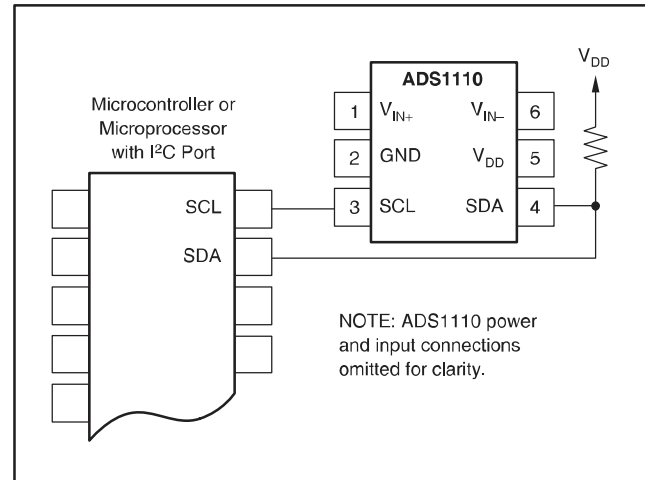 Microcontroller or
Microprocessor
with I²C Port
SCL
SDA
ADS1110
1 V_IN+ V_IN– 6
2 GND V_DD 5
3 SCL SDA 4
V_DD
NOTE: ADS1110 power
and input connections
omitted for clarity.